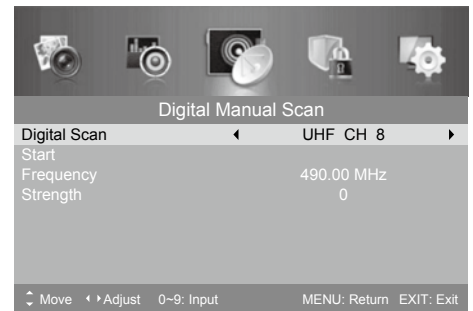 Digital Manual Scan
Digital Scan UHF CH 8
Start
Frequency 490.00 MHz
Strength 0
Move Adjust 0~9: Input MENU: Return EXIT: Exit